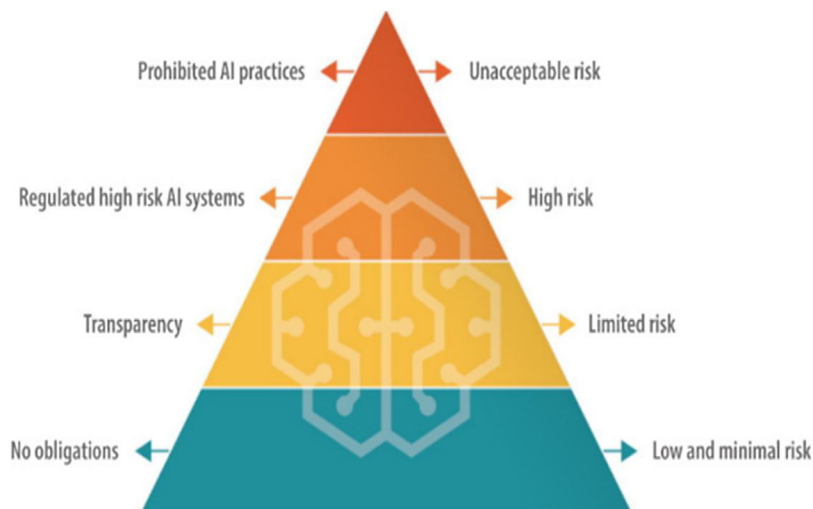 Prohibited AI practices
Unacceptable risk
Regulated high risk AI systems
High risk
Transparency
Limited risk
No obligations
Low and minimal risk